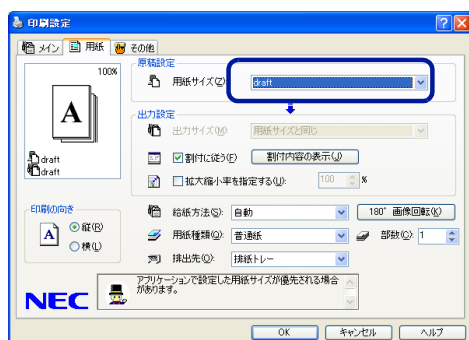 印刷設定
メイン 用紙 その他
100%
A
draft
draft
原稿設定
用紙サイズ(Z): draft
出力設定
出力サイズ(M): 用紙サイズと同じ
割付に従う(F) 割付内容の表示(J)
拡大縮小率を指定する(U): 100 %
印刷の向き
A
縦(R)
横(L)
給紙方法(S): 自動 180°画像回転(K)
用紙種類(Q): 普通紙 部数(C): 1
排出先(T): 排紙トレー
アプリケーションで設定した用紙サイズが優先される場合
があります。
NEC
OK キャンセル ヘルプ